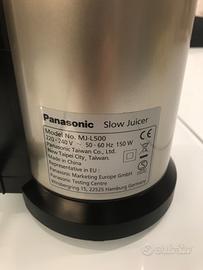 Panasonic Slow Juicer
Model No. MJ-L500
220-240 V ~ 50-60 Hz 150 W
Panasonic Taiwan Co., Ltd.
New Taipei City, Taiwan.
Made in China
Representative in EU :
Panasonic Marketing Europe GmbH
Panasonic Testing Centre
Winsbergring 15, 22525 Hamburg Germany
CE
subito